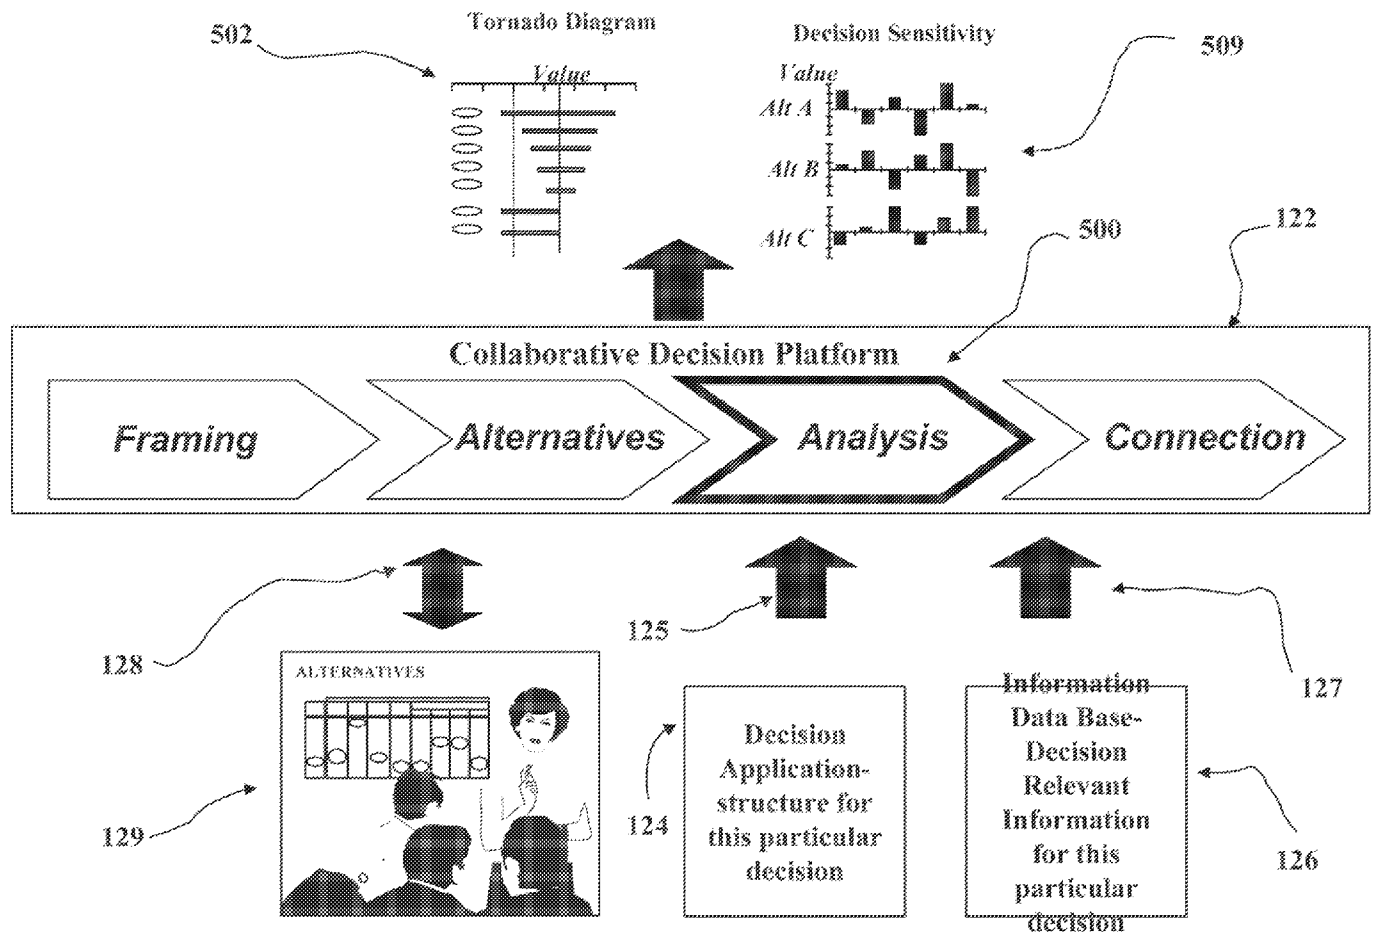 Tornado Diagram
502
Value
Decision Sensitivity
509
Value
Alt A
Alt B
Alt C
500
122
Collaborative Decision Platform
Framing
Alternatives
Analysis
Connection
128
125
127
ALTERNATIVES
129
124
Decision
Application-
structure for
this particular
decision
Information
Data Base-
Decision
Relevant
Information
for this
particular
decision
126